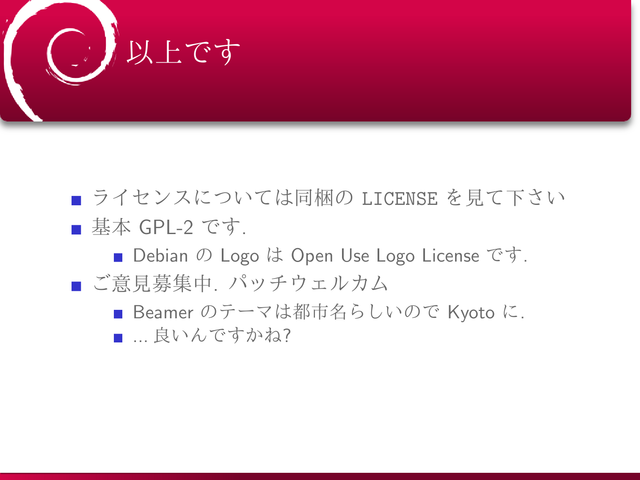 以上です
ライセンスについては同梱の LICENSE を見て下さい
基本 GPL-2 です.
Debian の Logo は Open Use Logo License です.
ご意見募集中. パッチウェルカム
Beamer のテーマは都市名らしいので Kyoto に.
... 良いんですかね?